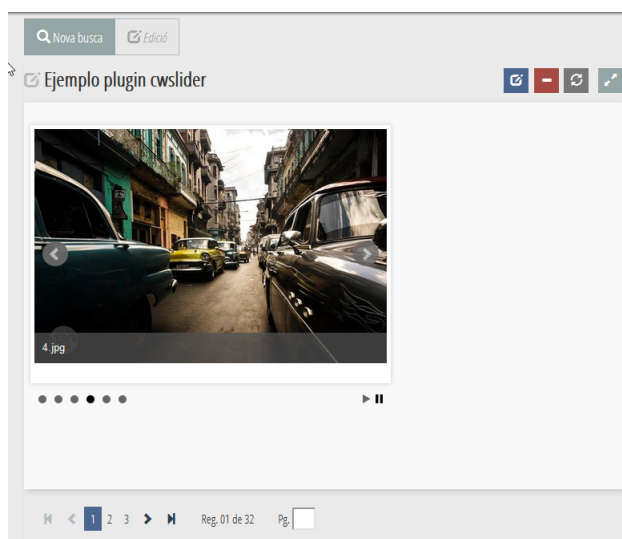 Nova busca Edició
Ejemplo plugin cwslider
4.jpg
1 2 3 Reg. 01 de 32 Pg.